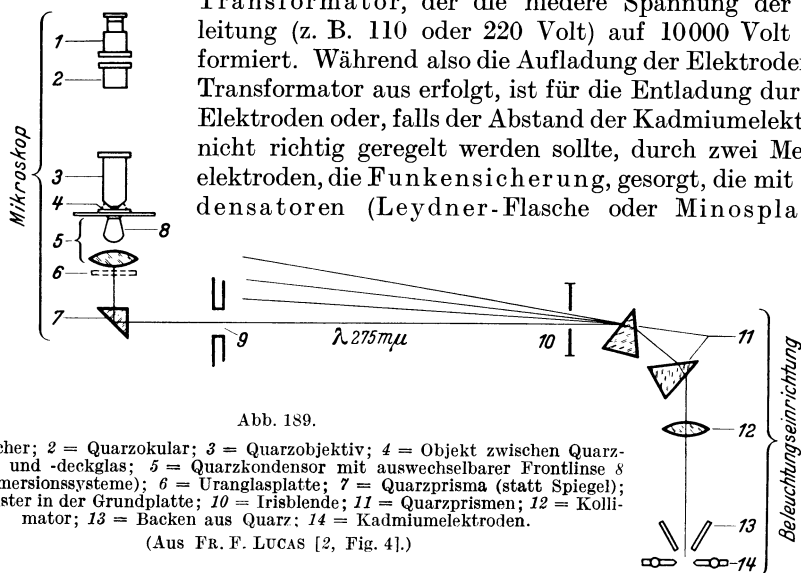 Transformator, der die niedere Spannung der
leitung (z. B. 110 oder 220 Volt) auf 10000 Volt
formiert. Während also die Aufladung der Elektroden
Transformator aus erfolgt, ist für die Entladung dur
Elektroden oder, falls der Abstand der Kadmiumelekt
nicht richtig geregelt werden sollte, durch zwei Me
elektroden, die Funkensicherung, gesorgt, die mit
densatoren (Leydner-Flasche oder Minospla
Mikroskop
1
2
3
4
5
8
6
7
9
λ 275mμ
10
11
12
13
14
Beleuchtungseinrichtung
Abb. 189.
cher; 2 = Quarzokular; 3 = Quarzobjektiv; 4 = Objekt zwischen Quarz-
und -deckglas; 5 = Quarzkondensor mit auswechselbarer Frontlinse 8
mersionssysteme); 6 = Uranglasplatte; 7 = Quarzprisma (statt Spiegel);
ster in der Grundplatte; 10 = Irisblende; 11 = Quarzprismen; 12 = Kolli-
mator; 13 = Backen aus Quarz; 14 = Kadmiumelektroden.
(Aus FR. F. LUCAS [2, Fig. 4].)